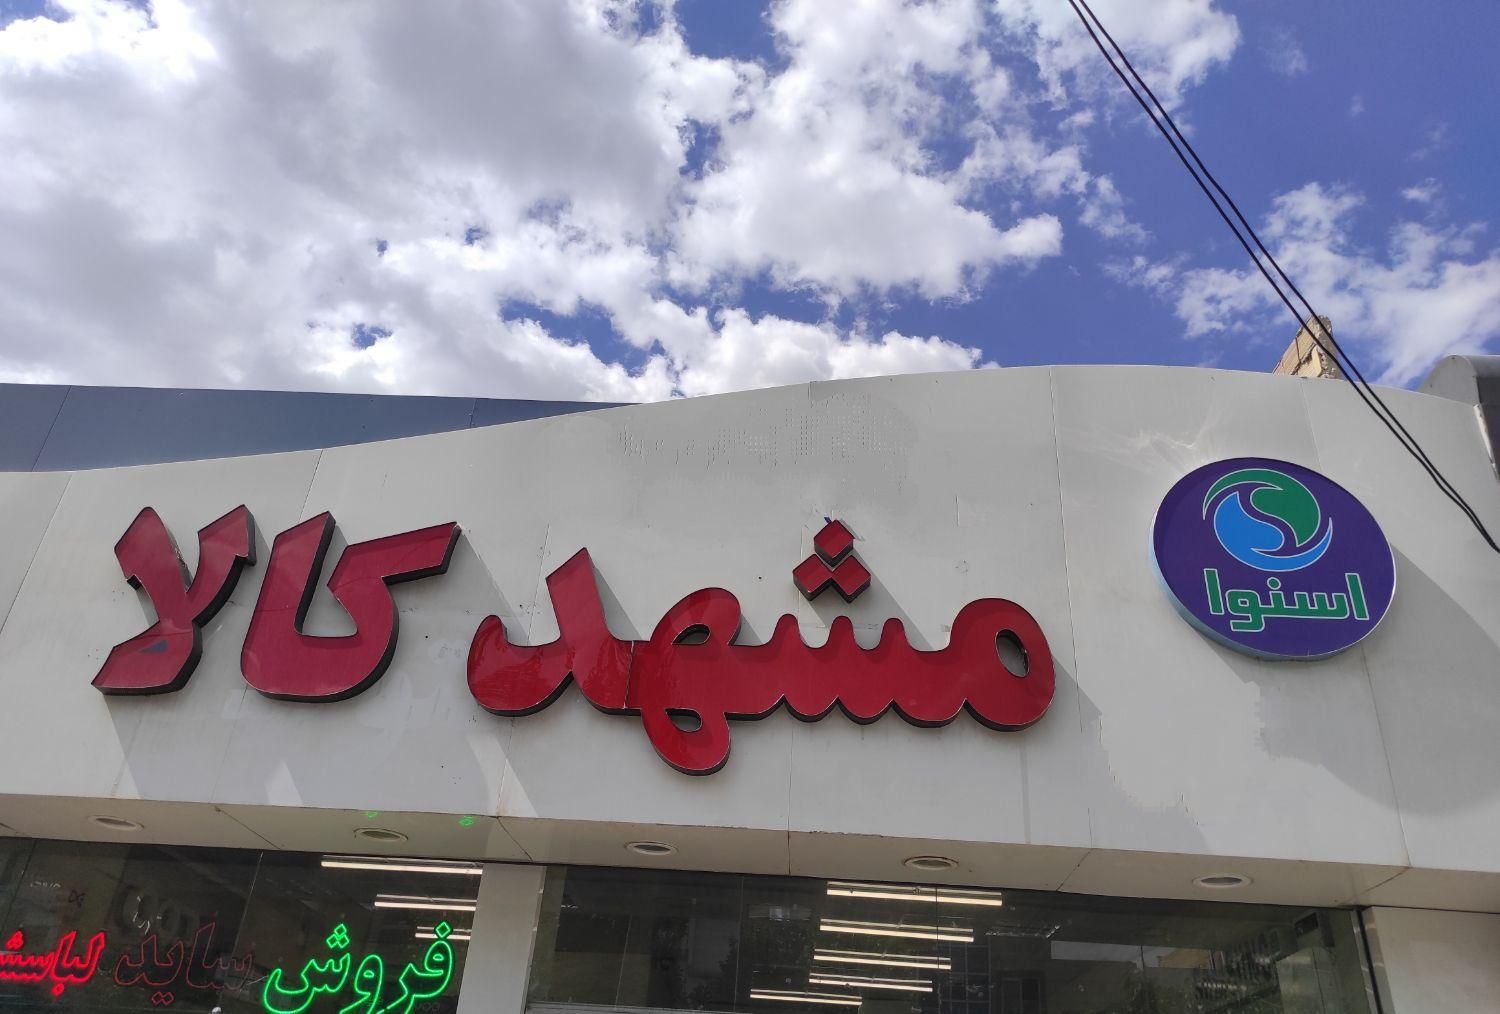 مشهد کالا
اسنوا
فروش ساید